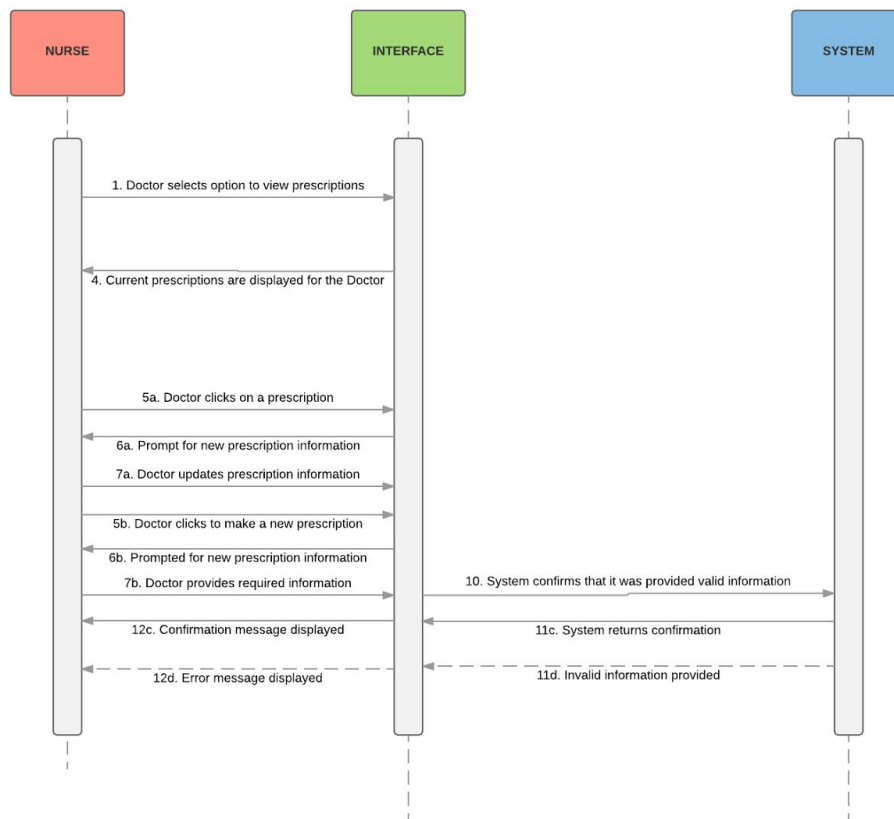 NURSE
INTERFACE
SYSTEM
1. Doctor selects option to view prescriptions
4. Current prescriptions are displayed for the Doctor
5a. Doctor clicks on a prescription
6a. Prompt for new prescription information
7a. Doctor updates prescription information
5b. Doctor clicks to make a new prescription
6b. Prompted for new prescription information
7b. Doctor provides required information
10. System confirms that it was provided valid information
12c. Confirmation message displayed
11c. System returns confirmation
12d. Error message displayed
11d. Invalid information provided